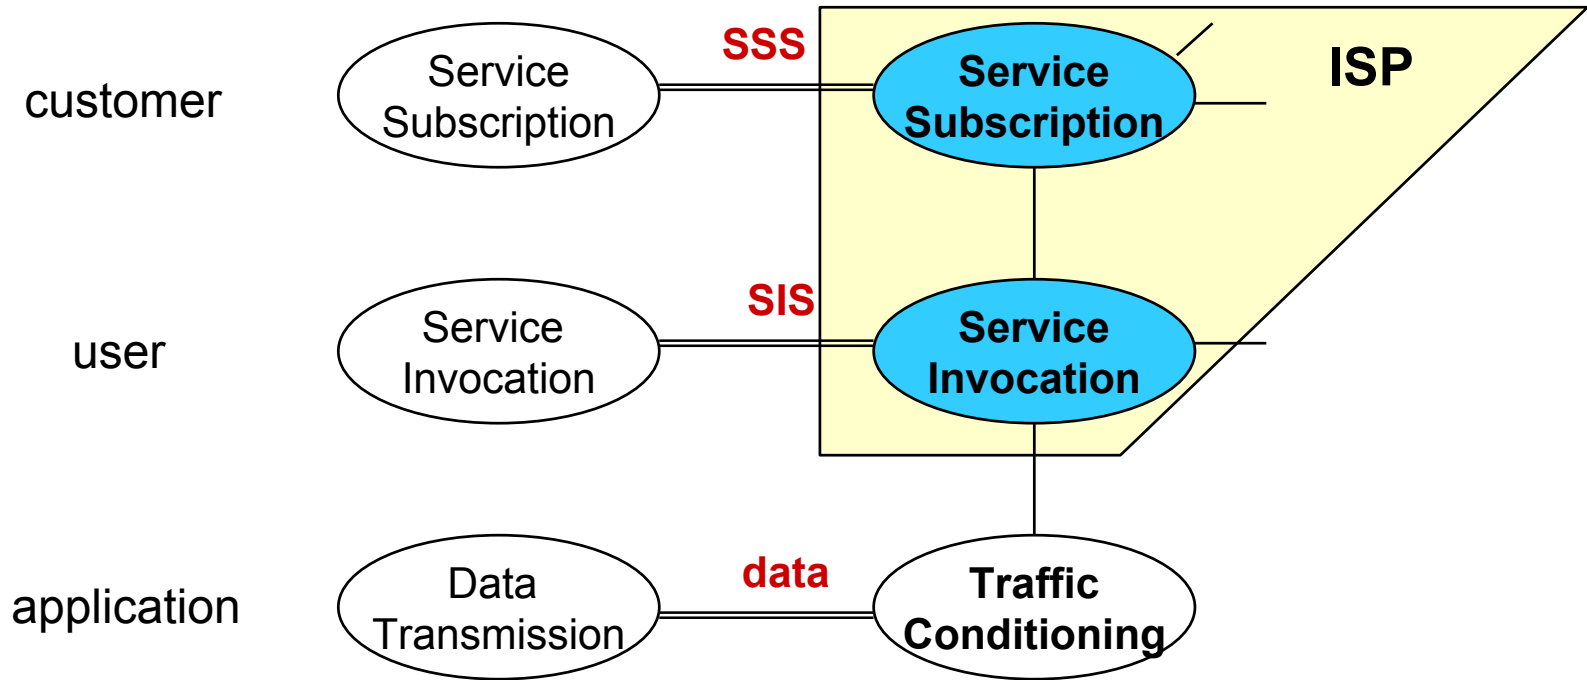 customer
Service
Subscription
SSS
Service
Subscription
ISP
user
Service
Invocation
SIS
Service
Invocation
application
Data
Transmission
data
Traffic
Conditioning